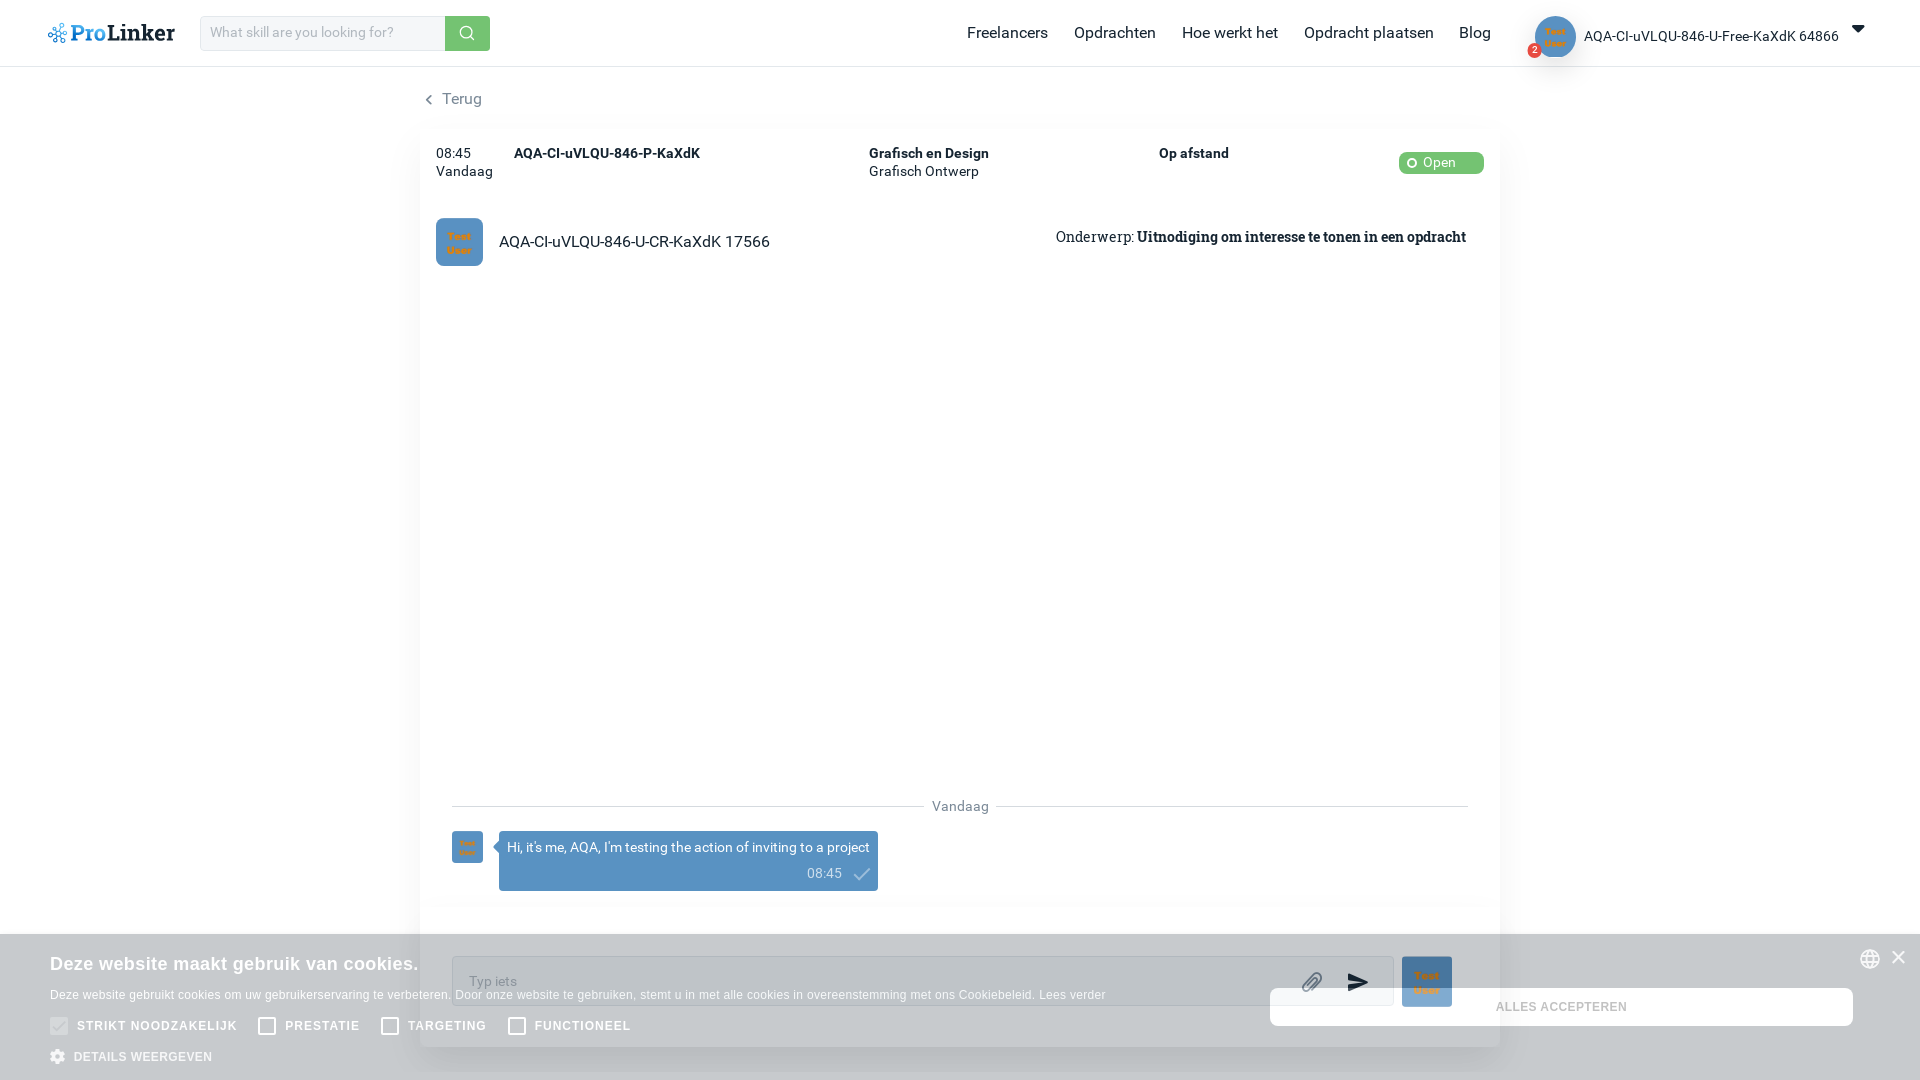 ProLinker
What skill are you looking for?
Freelancers Opdrachten Hoe werkt het Opdracht plaatsen Blog
Test
User
2
AQA-CI-uVLQU-846-U-Free-KaXdK 64866
Terug
08:45
Vandaag
AQA-CI-uVLQU-846-P-KaXdK
Grafisch en Design
Grafisch Ontwerp
Op afstand
Open
Test
User
AQA-CI-uVLQU-846-U-CR-KaXdK 17566
Onderwerp: Uitnodiging om interesse te tonen in een opdracht
Vandaag
Test
User
Hi, it's me, AQA, I'm testing the action of inviting to a project
08:45
Typ iets
Test
User
Deze website maakt gebruik van cookies.
Deze website gebruikt cookies om uw gebruikerservaring te verbeteren. Door onze website te gebruiken, stemt u in met alle cookies in overeenstemming met ons Cookiebeleid. Lees verder
STRIKT NOODZAKELIJK PRESTATIE TARGETING FUNCTIONEEL
DETAILS WEERGEVEN
ALLES ACCEPTEREN